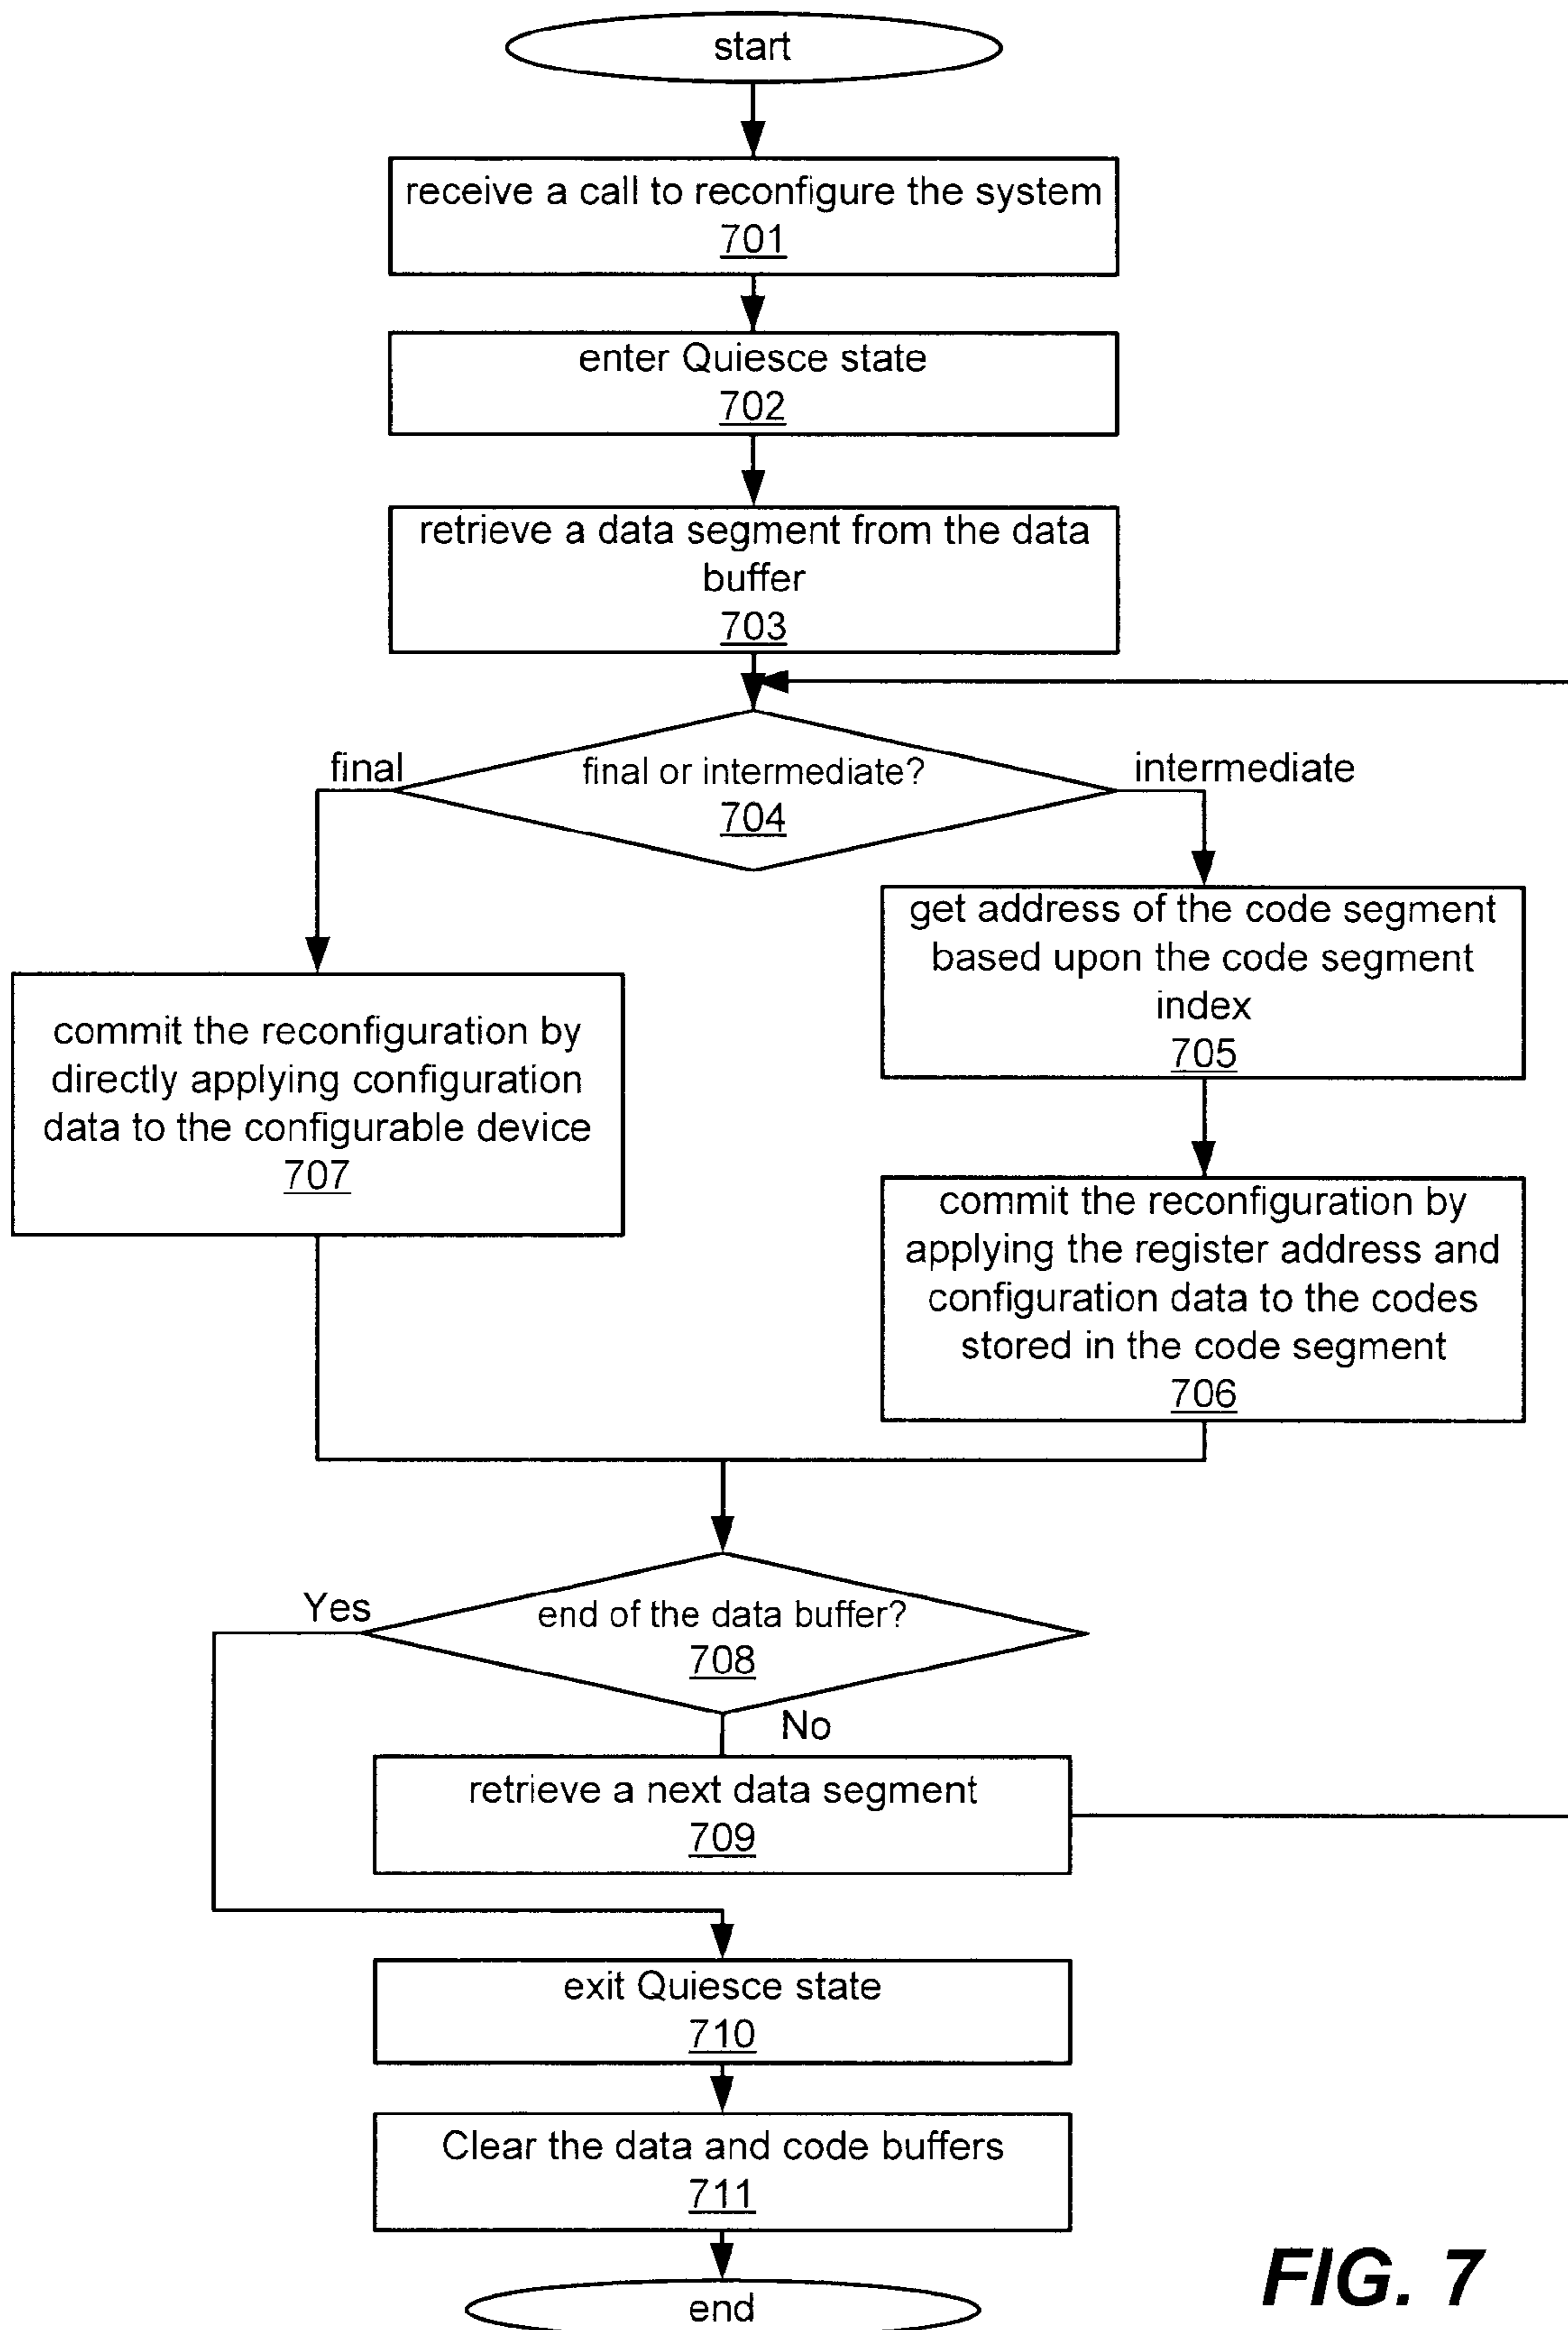 start
receive a call to reconfigure the system
701
enter Quiesce state
702
retrieve a data segment from the data
buffer
703
final
final or intermediate?
704
intermediate
get address of the code segment
based upon the code segment
index
705
commit the reconfiguration by
directly applying configuration
data to the configurable device
707
commit the reconfiguration by
applying the register address and
configuration data to the codes
stored in the code segment
706
Yes
end of the data buffer?
708
No
retrieve a next data segment
709
exit Quiesce state
710
Clear the data and code buffers
711
end
FIG. 7